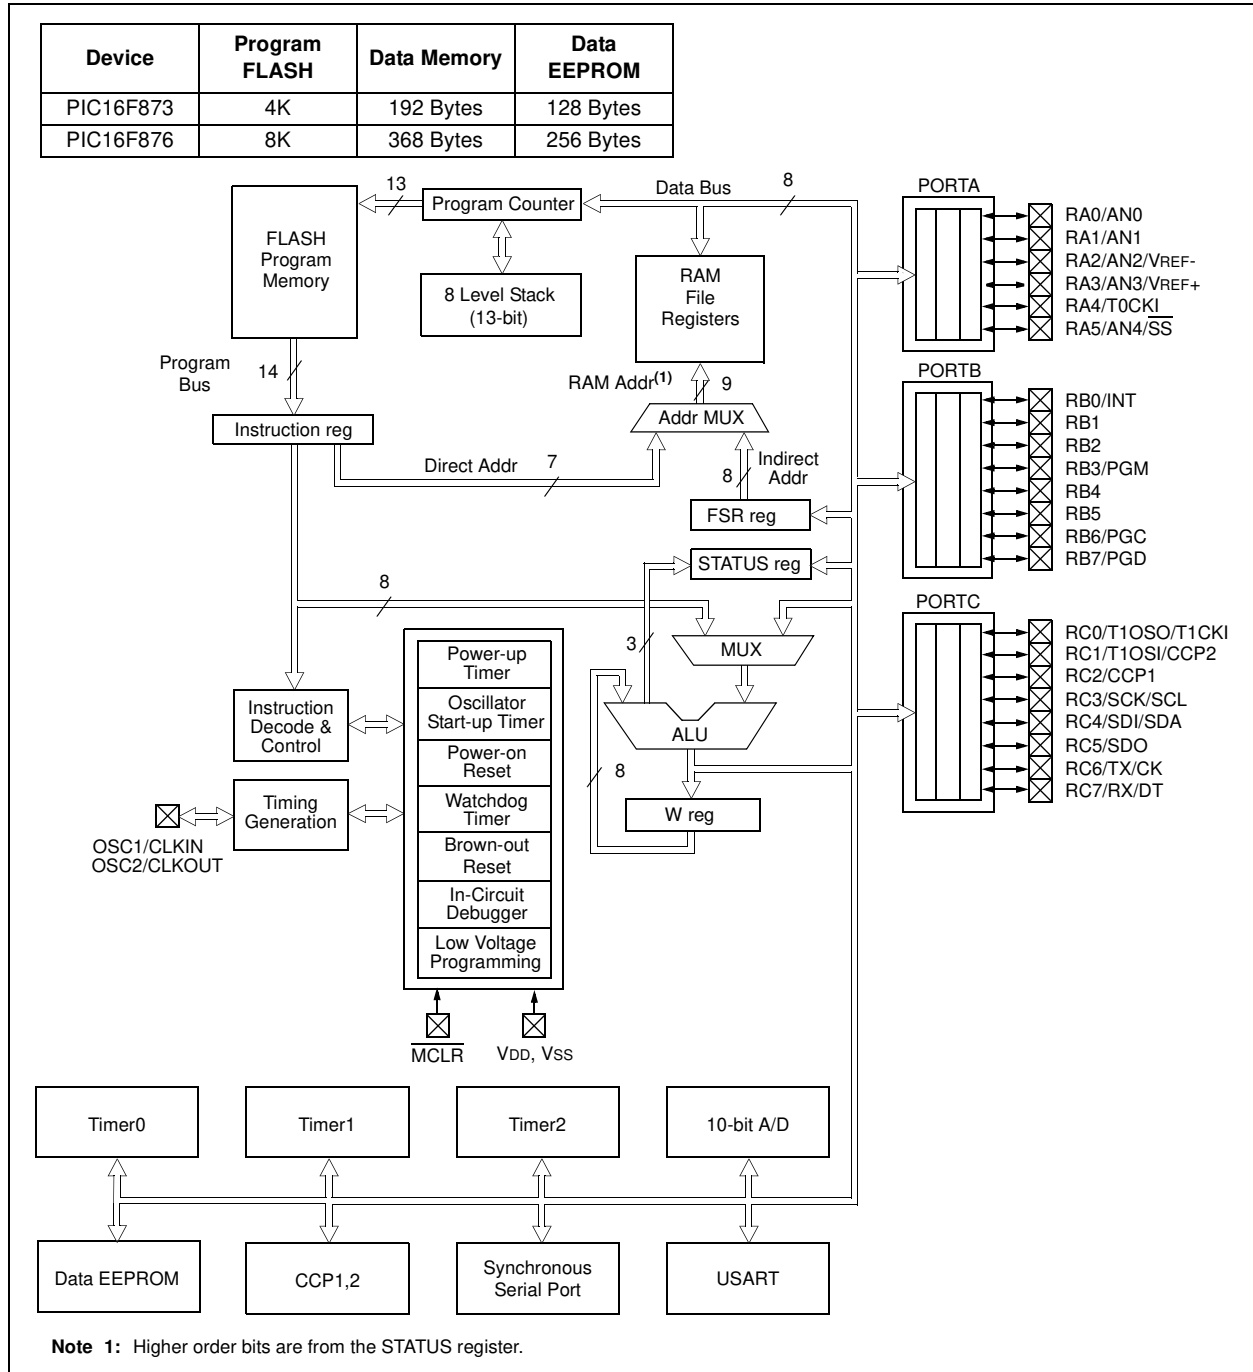 Device
Program
FLASH
Data Memory
Data
EEPROM
PIC16F873
4K
192 Bytes
128 Bytes
PIC16F876
8K
368 Bytes
256 Bytes
13
Program Counter
Data Bus
8
FLASH
Program
Memory
8 Level Stack
(13-bit)
RAM
File
Registers
Program
Bus
14
RAM Addr(1)
9
Addr MUX
Instruction reg
Direct Addr
7
8
Indirect
Addr
FSR reg
STATUS reg
8
3
MUX
ALU
8
W reg
Power-up
Timer
Oscillator
Start-up Timer
Power-on
Reset
Watchdog
Timer
Brown-out
Reset
In-Circuit
Debugger
Low Voltage
Programming
Instruction
Decode &
Control
Timing
Generation
OSC1/CLKIN
OSC2/CLKOUT
MCLR
VDD, VSS
PORTA
RA0/AN0
RA1/AN1
RA2/AN2/VREF-
RA3/AN3/VREF+
RA4/T0CKI
RA5/AN4/SS
PORTB
RB0/INT
RB1
RB2
RB3/PGM
RB4
RB5
RB6/PGC
RB7/PGD
PORTC
RC0/T1OSO/T1CKI
RC1/T1OSI/CCP2
RC2/CCP1
RC3/SCK/SCL
RC4/SDI/SDA
RC5/SDO
RC6/TX/CK
RC7/RX/DT
Timer0
Timer1
Timer2
10-bit A/D
Data EEPROM
CCP1,2
Synchronous
Serial Port
USART
Note 1: Higher order bits are from the STATUS register.